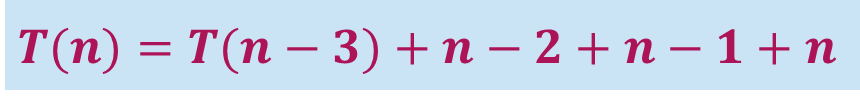 T(n) = T(n − 3) + n − 2 + n − 1 + n